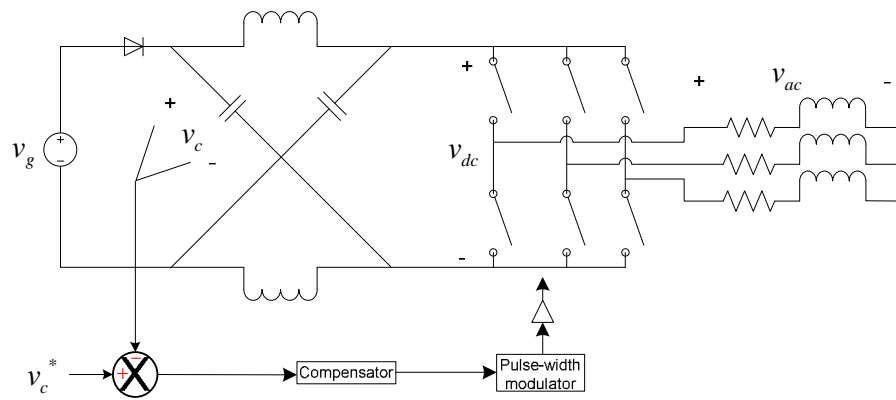 + v_ac -
+
+
v_c
-
v_g
+
-
v_dc
-
v_c*
+
−
Compensator
Pulse-width
modulator